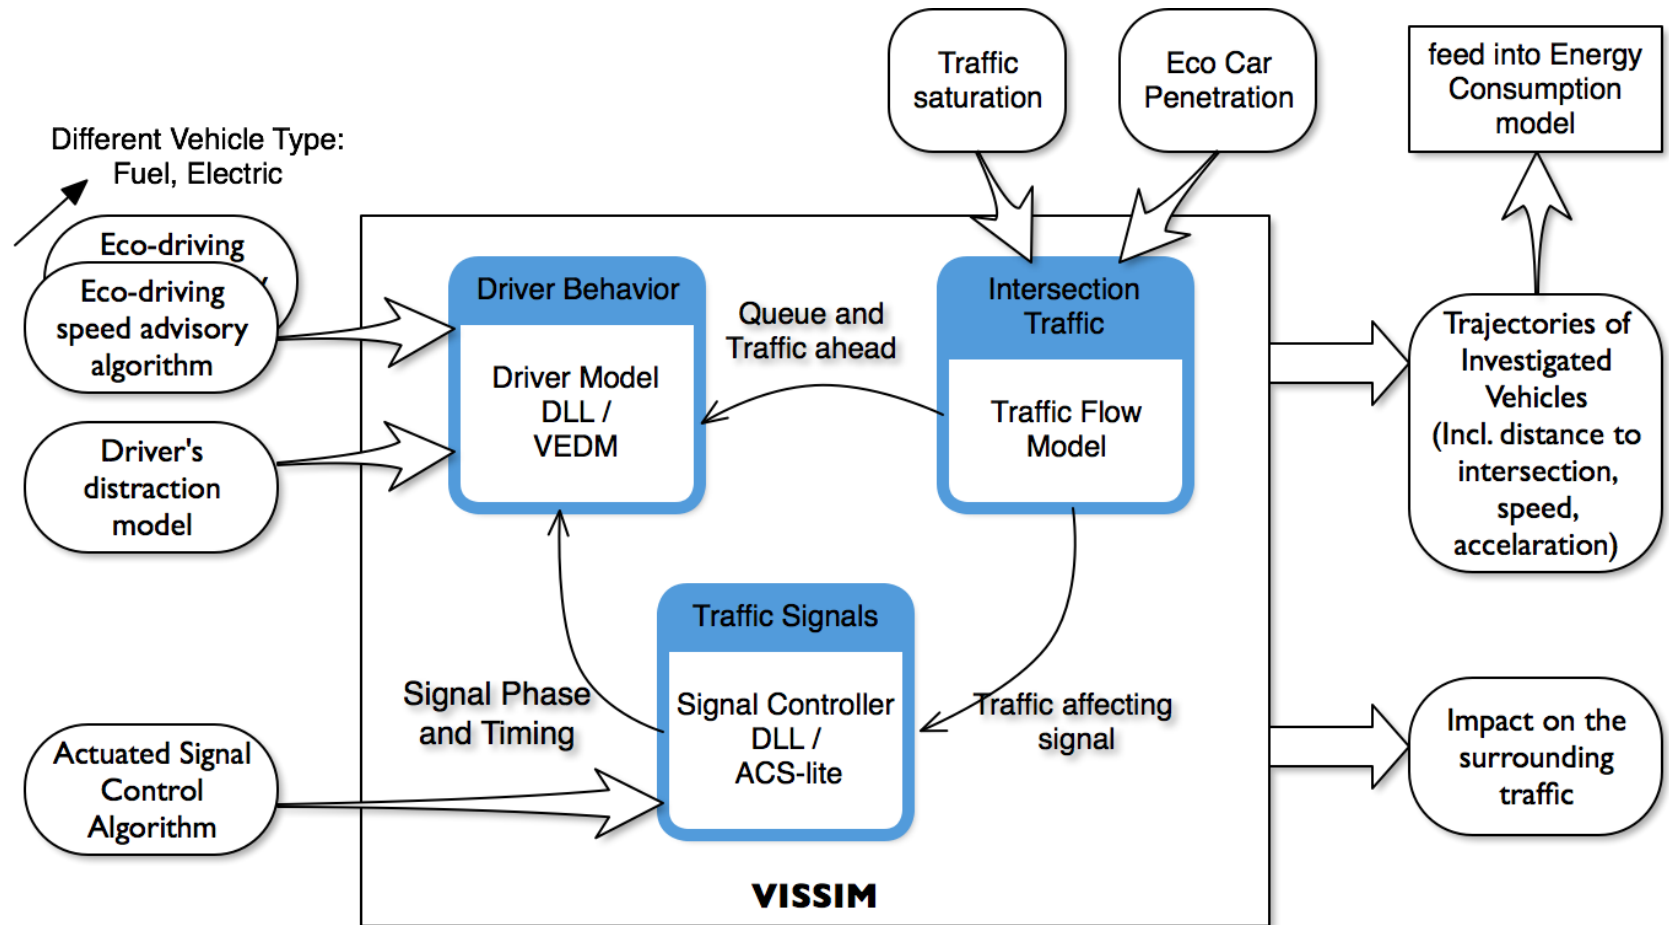 Traffic
saturation
Eco Car
Penetration
feed into Energy
Consumption
model
Different Vehicle Type:
Fuel, Electric
Eco-driving
Eco-driving
speed advisory
algorithm
Driver's
distraction
model
Actuated Signal
Control
Algorithm
Driver Behavior
Driver Model
DLL /
VEDM
Queue and
Traffic ahead
Intersection
Traffic
Traffic Flow
Model
Signal Phase
and Timing
Traffic Signals
Signal Controller
DLL /
ACS-lite
Traffic affecting
signal
VISSIM
Trajectories of
Investigated
Vehicles
(Incl. distance to
intersection,
speed,
accelaration)
Impact on the
surrounding
traffic